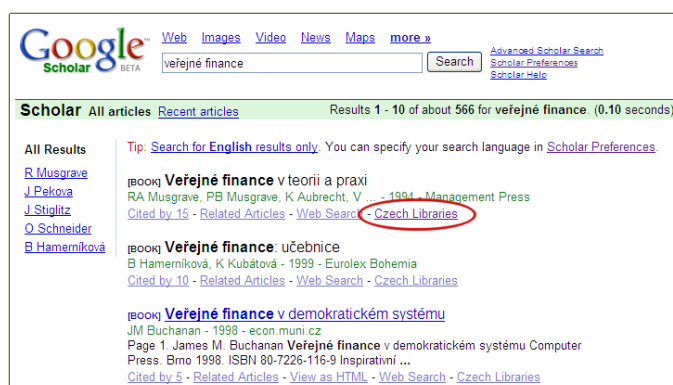 Google
Scholar BETA
Web Images Video News Maps more »
veřejné finance
Search
Advanced Scholar Search
Scholar Preferences
Scholar Help
Scholar All articles Recent articles Results 1 - 10 of about 566 for veřejné finance. (0.10 seconds)
All Results
R Musgrave
J Pekova
J Stiglitz
O Schneider
B Hamerníková
Tip: Search for English results only. You can specify your search language in Scholar Preferences.
[BOOK] Veřejné finance v teorii a praxi
RA Musgrave, PB Musgrave, K Aubrecht, V ... - 1994 - Management Press
Cited by 15 - Related Articles - Web Search - Czech Libraries
[BOOK] Veřejné finance: učebnice
B Hamerníková, K Kubátová - 1999 - Eurolex Bohemia
Cited by 10 - Related Articles - Web Search - Czech Libraries
[BOOK] Veřejné finance v demokratickém systému
JM Buchanan - 1998 - econ.muni.cz
Page 1. James M. Buchanan Veřejné finance v demokratickém systému Computer
Press. Brno 1998. ISBN 80-7226-116-9 Inspirativní ...
Cited by 5 - Related Articles - View as HTML - Web Search - Czech Libraries